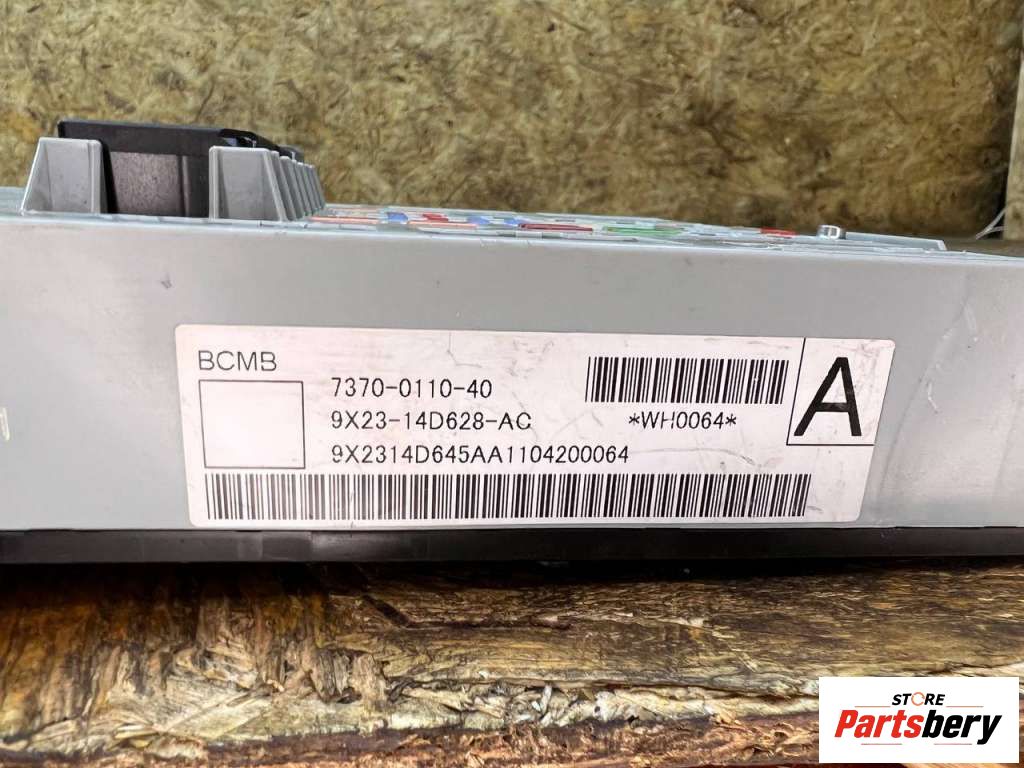 BCMB
7370-0110-40
9X23-14D628-AC
*WH0064*
A
9X2314D645AA1104200064
STORE
Partsbery